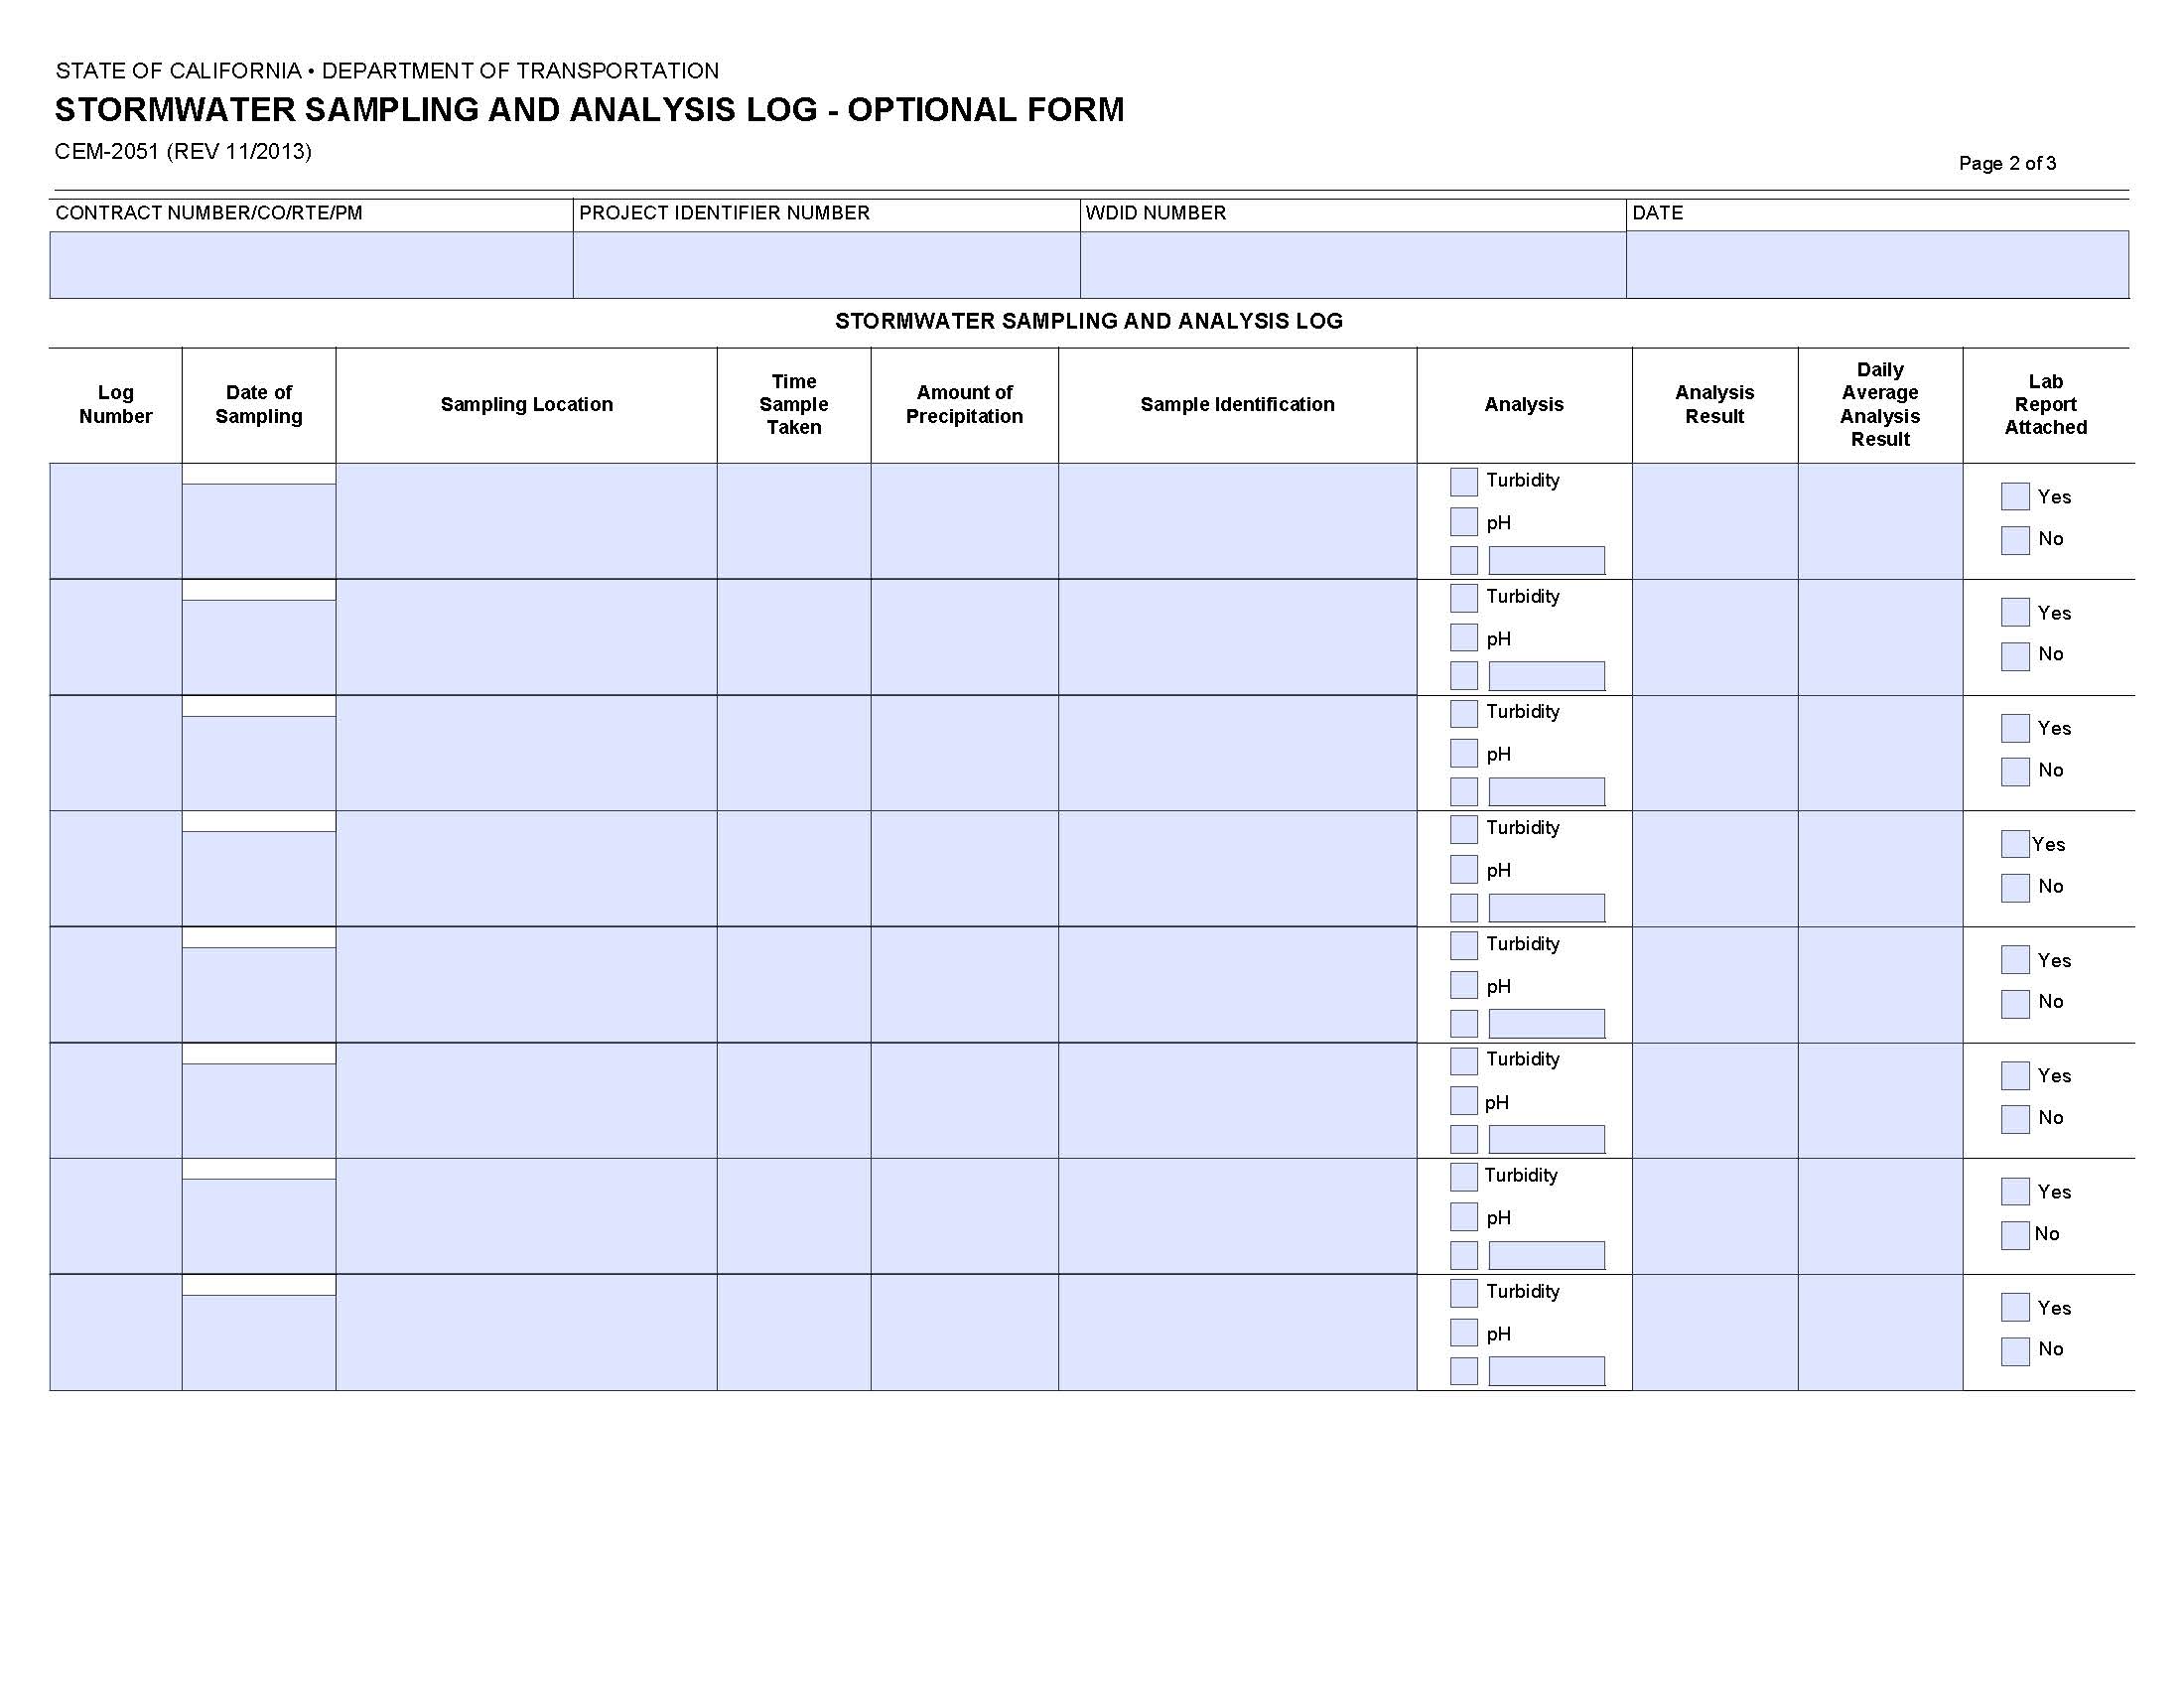 STATE OF CALIFORNIA • DEPARTMENT OF TRANSPORTATION
STORMWATER SAMPLING AND ANALYSIS LOG - OPTIONAL FORM
CEM-2051 (REV 11/2013)
Page 2 of 3
CONTRACT NUMBER/CO/RTE/PM PROJECT IDENTIFIER NUMBER WDID NUMBER DATE
STORMWATER SAMPLING AND ANALYSIS LOG
Log
Number
Date of
Sampling
Sampling Location
Time
Sample
Taken
Amount of
Precipitation
Sample Identification
Analysis
Analysis
Result
Daily
Average
Analysis
Result
Lab
Report
Attached
Turbidity
pH
Yes
No
Turbidity
pH
Yes
No
Turbidity
pH
Yes
No
Turbidity
pH
Yes
No
Turbidity
pH
Yes
No
Turbidity
pH
Yes
No
Turbidity
pH
Yes
No
Turbidity
pH
Yes
No